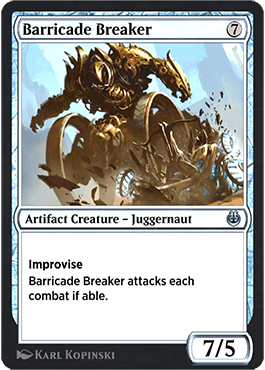 Barricade Breaker 7
Artifact Creature – Juggernaut
Improvise
Barricade Breaker attacks each
combat if able.
7/5
KARL KOPINSKI